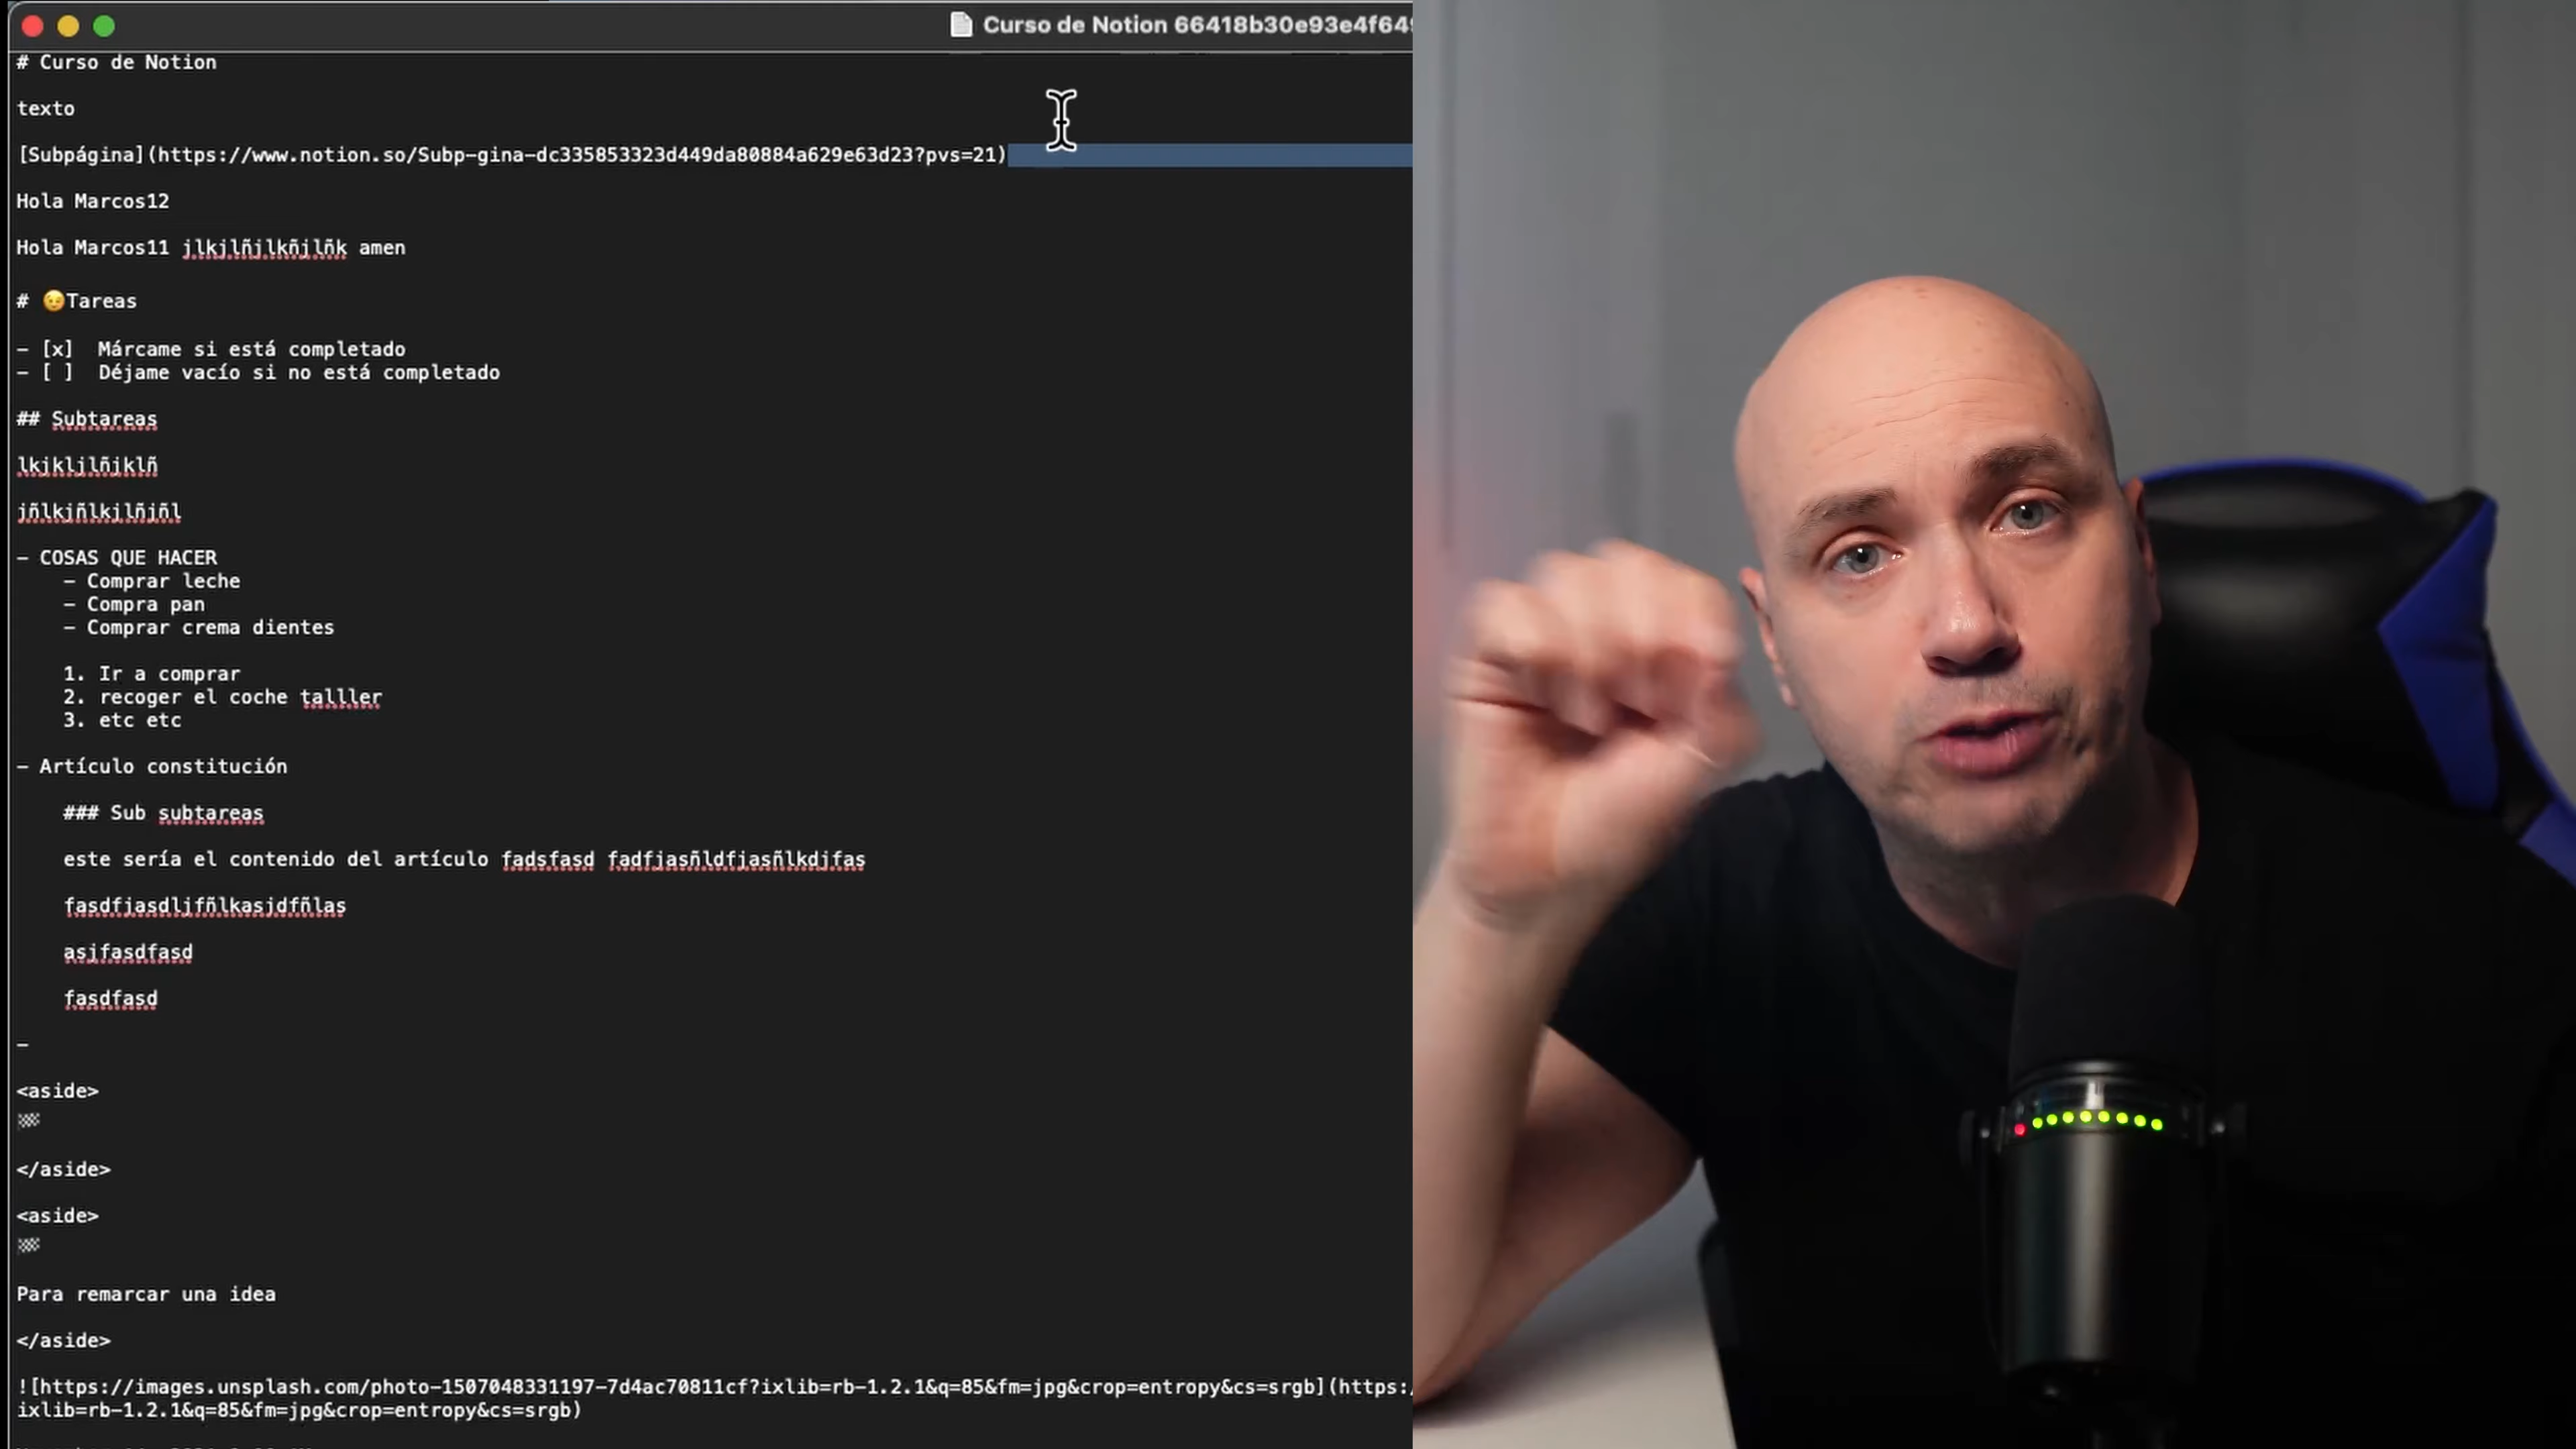 Curso de Notion 66418b30e93e4f64
# Curso de Notion
texto
[Subpágina](https://www.notion.so/Subp-gina-dc335853323d449da80884a629e63d23?pvs=21)
Hola Marcos12
Hola Marcos11 jlkjlñjlkñjlñk amen
# 😉Tareas
- [x]  Márcame si está completado
- [ ]  Déjame vacío si no está completado
## Subtareas
lkjkljlñjklñ
jñlkjñlkjlñjñl
- COSAS QUE HACER
- Comprar leche
- Compra pan
- Comprar crema dientes
1. Ir a comprar
2. recoger el coche talller
3. etc etc
- Artículo constitución
### Sub subtareas
este sería el contenido del artículo fadsfasd fadfjasñldfjasñlkdjfas
fasdfjasdljfñlkasjdfñlas
asjfasdfasd
fasdfasd
-
<aside>
</aside>
<aside>
Para remarcar una idea
</aside>
![https://images.unsplash.com/photo-1507048331197-7d4ac70811cf?ixlib=rb-1.2.1&q=85&fm=jpg&crop=entropy&cs=srgb](https:/
ixlib=rb-1.2.1&q=85&fm=jpg&crop=entropy&cs=srgb)